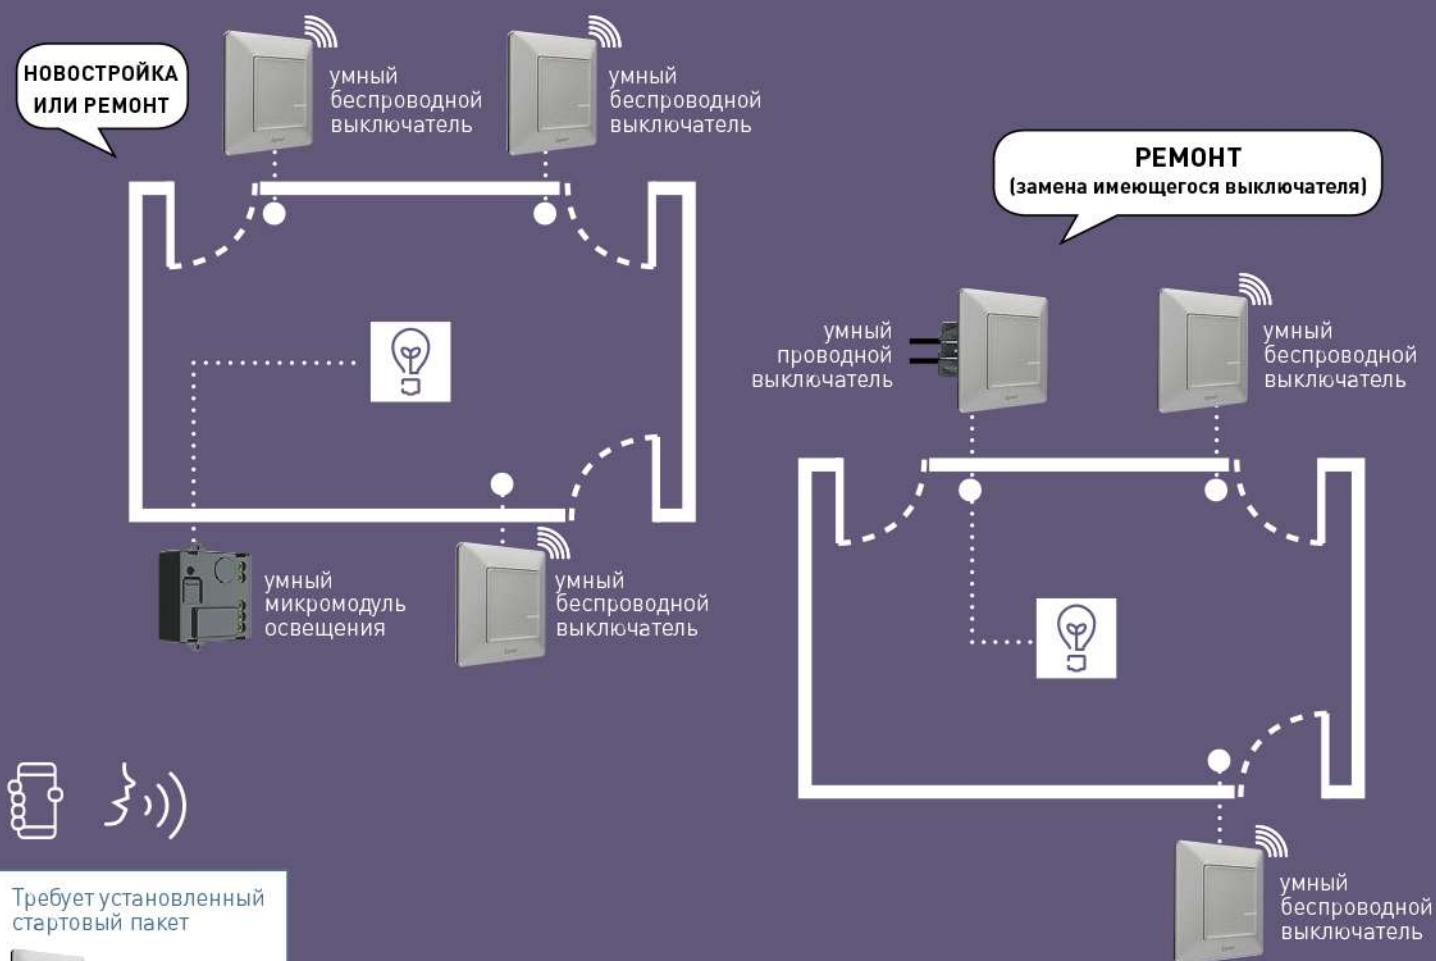 НОВОСТРОЙКА
ИЛИ РЕМОНТ
умный
беспроводной
выключатель
умный
беспроводной
выключатель
умный
микромодуль
освещения
умный
беспроводной
выключатель
РЕМОНТ
(замена имеющегося выключателя)
умный
проводной
выключатель
умный
беспроводной
выключатель
умный
беспроводной
выключатель
Требует установленный
стартовый пакет